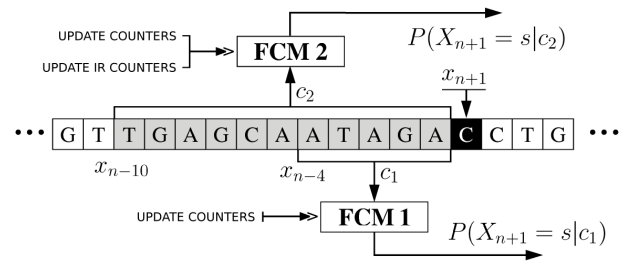 UPDATE COUNTERS
UPDATE IR COUNTERS
FCM 2
P(X_{n+1} = s|c_2)
c_2
x_{n+1}
... G T T G A G C A A T A G A C C T G ...
x_{n-10}
x_{n-4}
c_1
UPDATE COUNTERS
FCM 1
P(X_{n+1} = s|c_1)